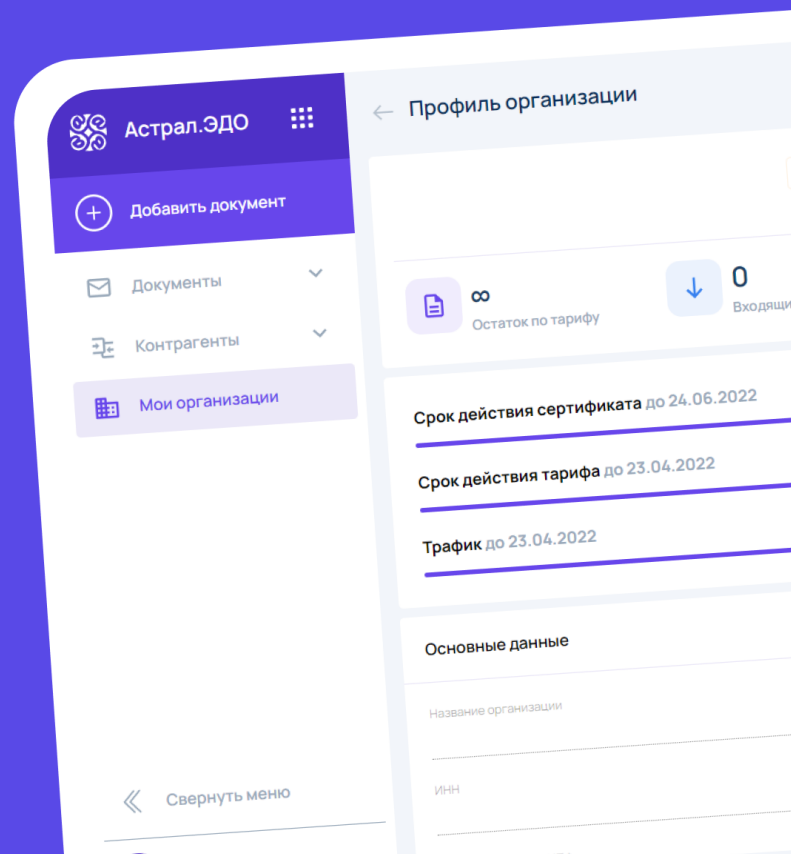 Астрал.ЭДО
Добавить документ
Документы
Контрагенты
Мои организации
Свернуть меню
Профиль организации
∞
Остаток по тарифу
0
Срок действия сертификата до 24.06.2022
Срок действия тарифа до 23.04.2022
Трафик до 23.04.2022
Основные данные
Название организации
ИНН